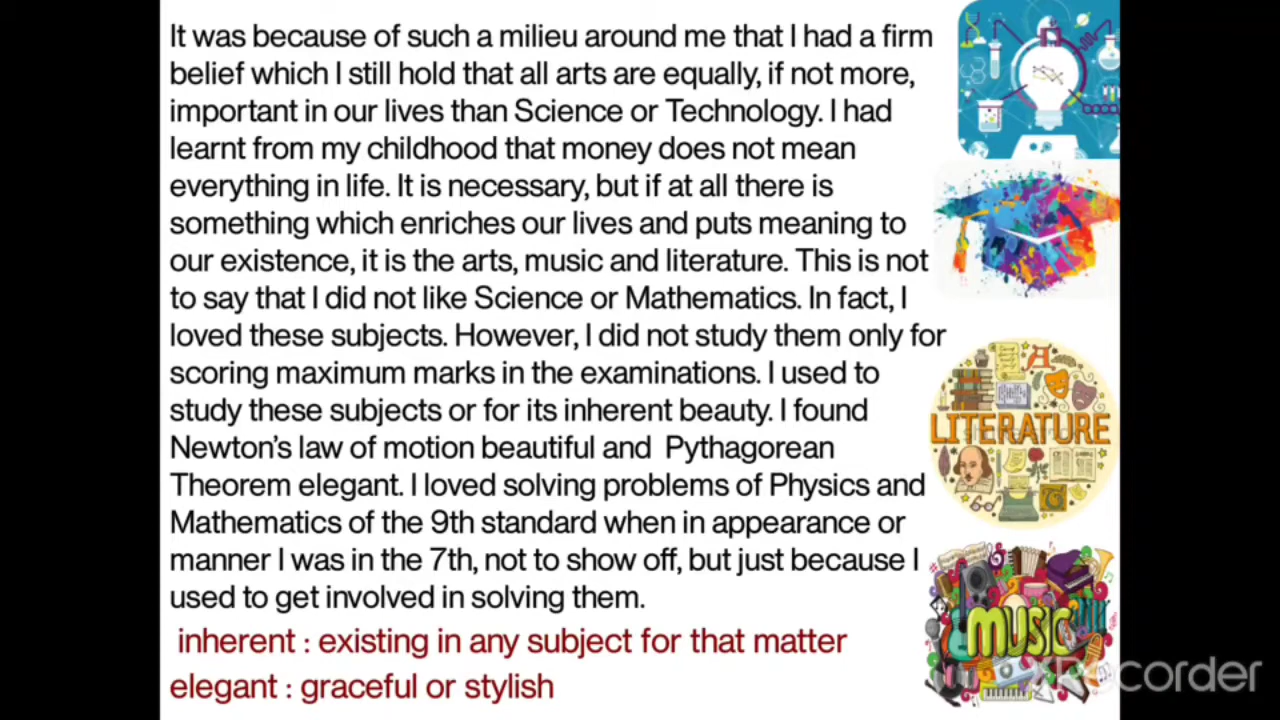 It was because of such a milieu around me that I had a firm
belief which I still hold that all arts are equally, if not more,
important in our lives than Science or Technology. I had
learnt from my childhood that money does not mean
everything in life. It is necessary, but if at all there is
something which enriches our lives and puts meaning to
our existence, it is the arts, music and literature. This is not
to say that I did not like Science or Mathematics. In fact, I
loved these subjects. However, I did not study them only for
scoring maximum marks in the examinations. I used to
study these subjects or for its inherent beauty. I found
Newton's law of motion beautiful and  Pythagorean
Theorem elegant. I loved solving problems of Physics and
Mathematics of the 9th standard when in appearance or
manner I was in the 7th, not to show off, but just because I
used to get involved in solving them.
inherent : existing in any subject for that matter
elegant : graceful or stylish
A
LITERATURE
MUSIC
XRecorder